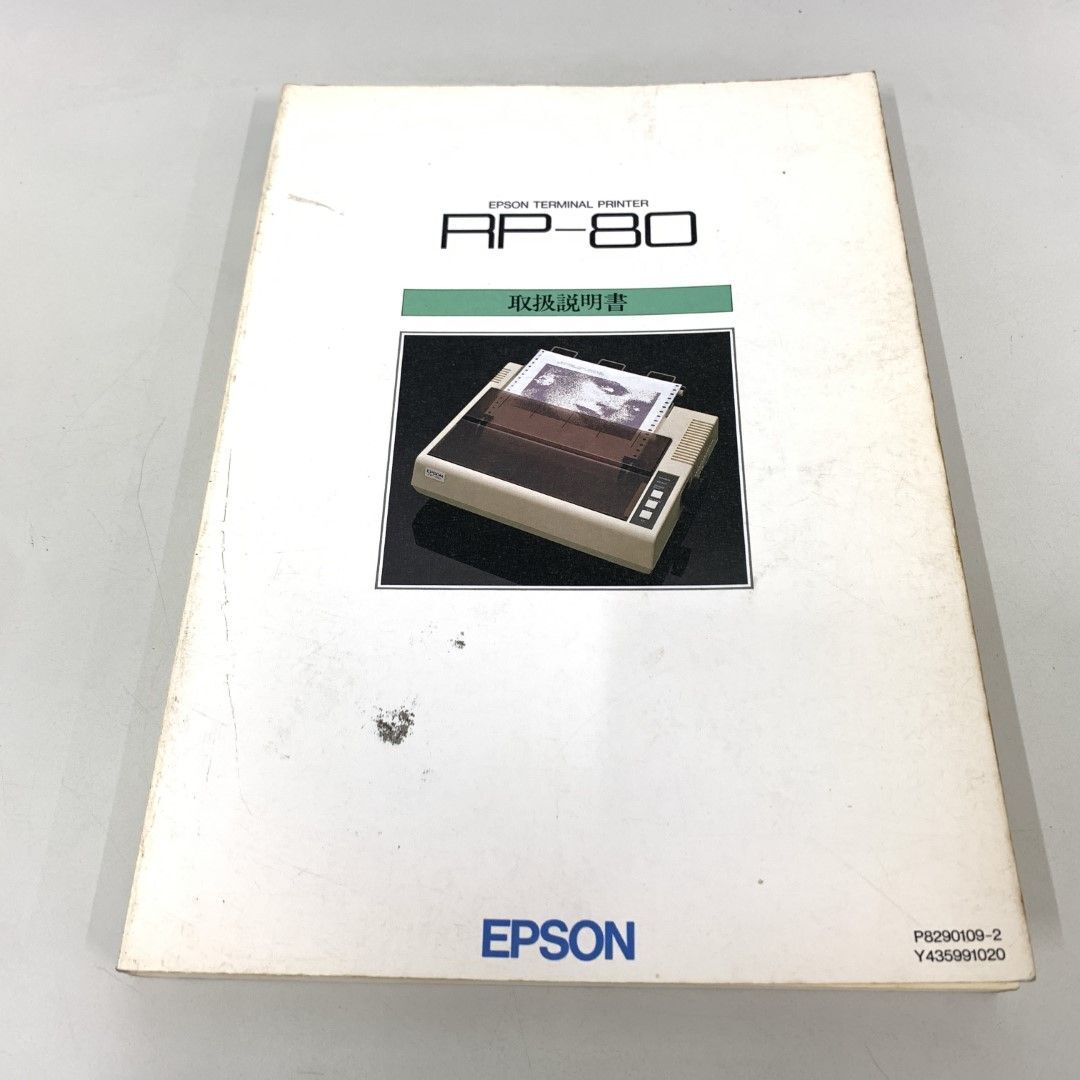 EPSON TERMINAL PRINTER
RP-80
取扱説明書
EPSON
EPSON
P8290109-2
Y435991020